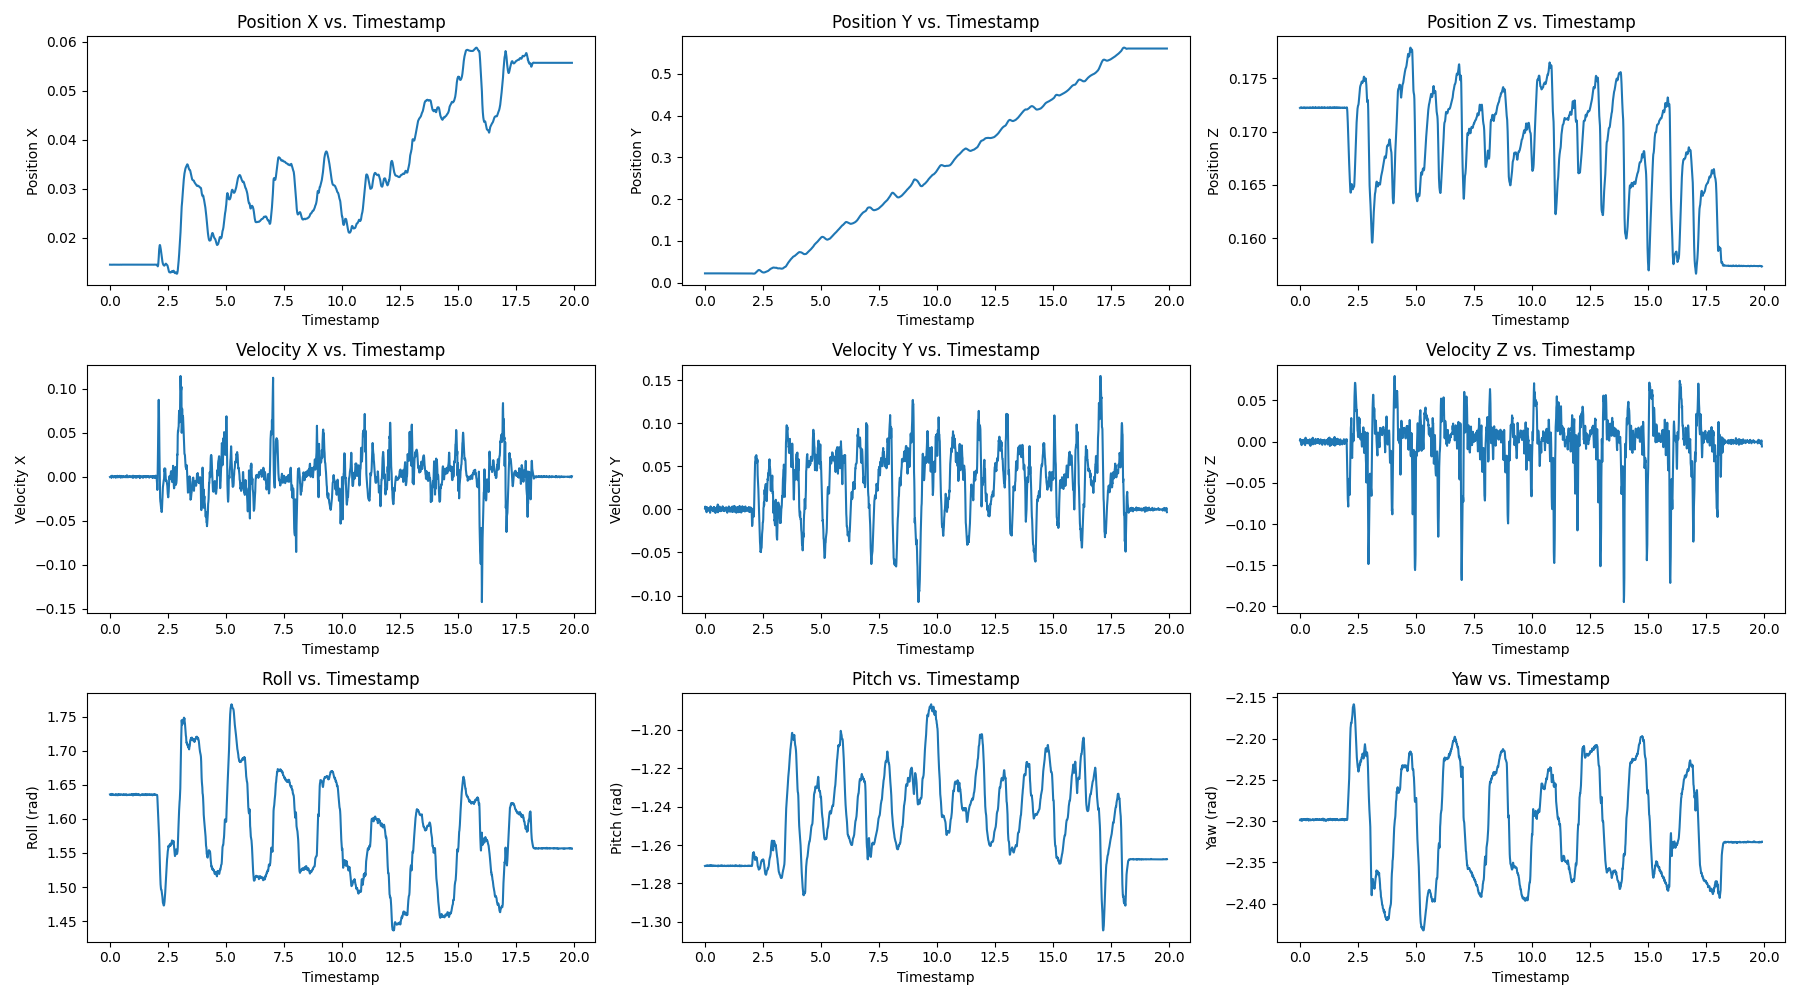 Position X vs. Timestamp
Position X
0.06
0.05
0.04
0.03
0.02
0.0 2.5 5.0 7.5 10.0 12.5 15.0 17.5 20.0
Timestamp
Position Y vs. Timestamp
Position Y
0.5
0.4
0.3
0.2
0.1
0.0
0.0 2.5 5.0 7.5 10.0 12.5 15.0 17.5 20.0
Timestamp
Position Z vs. Timestamp
Position Z
0.175
0.170
0.165
0.160
0.0 2.5 5.0 7.5 10.0 12.5 15.0 17.5 20.0
Timestamp
Velocity X vs. Timestamp
Velocity X
0.10
0.05
0.00
−0.05
−0.10
−0.15
0.0 2.5 5.0 7.5 10.0 12.5 15.0 17.5 20.0
Timestamp
Velocity Y vs. Timestamp
Velocity Y
0.15
0.10
0.05
0.00
−0.05
−0.10
0.0 2.5 5.0 7.5 10.0 12.5 15.0 17.5 20.0
Timestamp
Velocity Z vs. Timestamp
Velocity Z
0.05
0.00
−0.05
−0.10
−0.15
−0.20
0.0 2.5 5.0 7.5 10.0 12.5 15.0 17.5 20.0
Timestamp
Roll vs. Timestamp
Roll (rad)
1.75
1.70
1.65
1.60
1.55
1.50
1.45
0.0 2.5 5.0 7.5 10.0 12.5 15.0 17.5 20.0
Timestamp
Pitch vs. Timestamp
Pitch (rad)
−1.20
−1.22
−1.24
−1.26
−1.28
−1.30
0.0 2.5 5.0 7.5 10.0 12.5 15.0 17.5 20.0
Timestamp
Yaw vs. Timestamp
Yaw (rad)
−2.15
−2.20
−2.25
−2.30
−2.35
−2.40
0.0 2.5 5.0 7.5 10.0 12.5 15.0 17.5 20.0
Timestamp